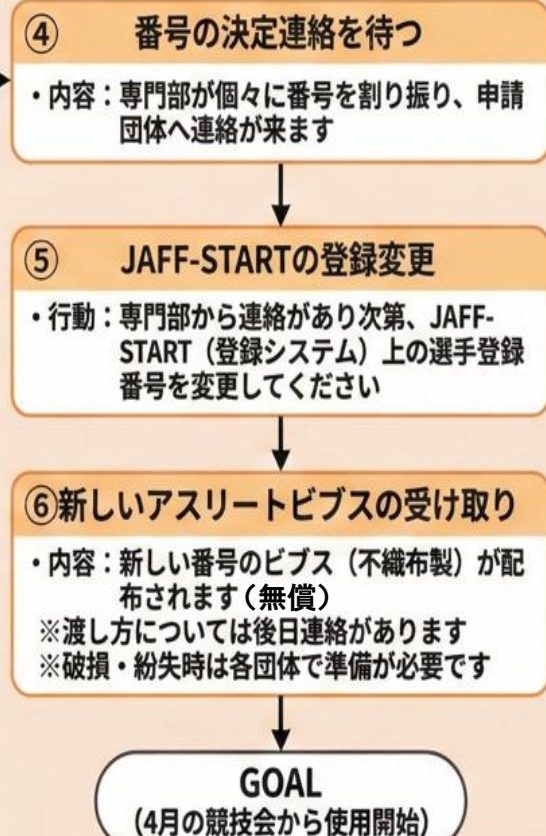 ④ 番号の決定連絡を待つ
・内容：専門部が個々に番号を割り振り、申請
団体へ連絡が来ます
⑤ JAFF-STARTの登録変更
・行動：専門部から連絡があり次第、JAFF-
START（登録システム）上の選手登録
番号を変更してください
⑥新しいアスリートビブスの受け取り
・内容：新しい番号のビブス（不織布製）が配
布されます（無償）
※渡し方については後日連絡があります
※破損・紛失時は各団体で準備が必要です
GOAL
（4月の競技会から使用開始）